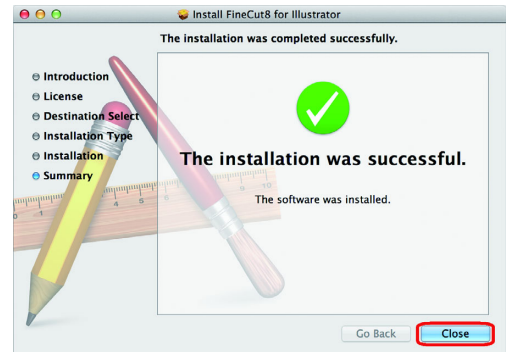 Install FineCut8 for Illustrator
The installation was completed successfully.
Introduction
License
Destination Select
Installation Type
Installation
Summary
The installation was successful.
The software was installed.
Go Back
Close